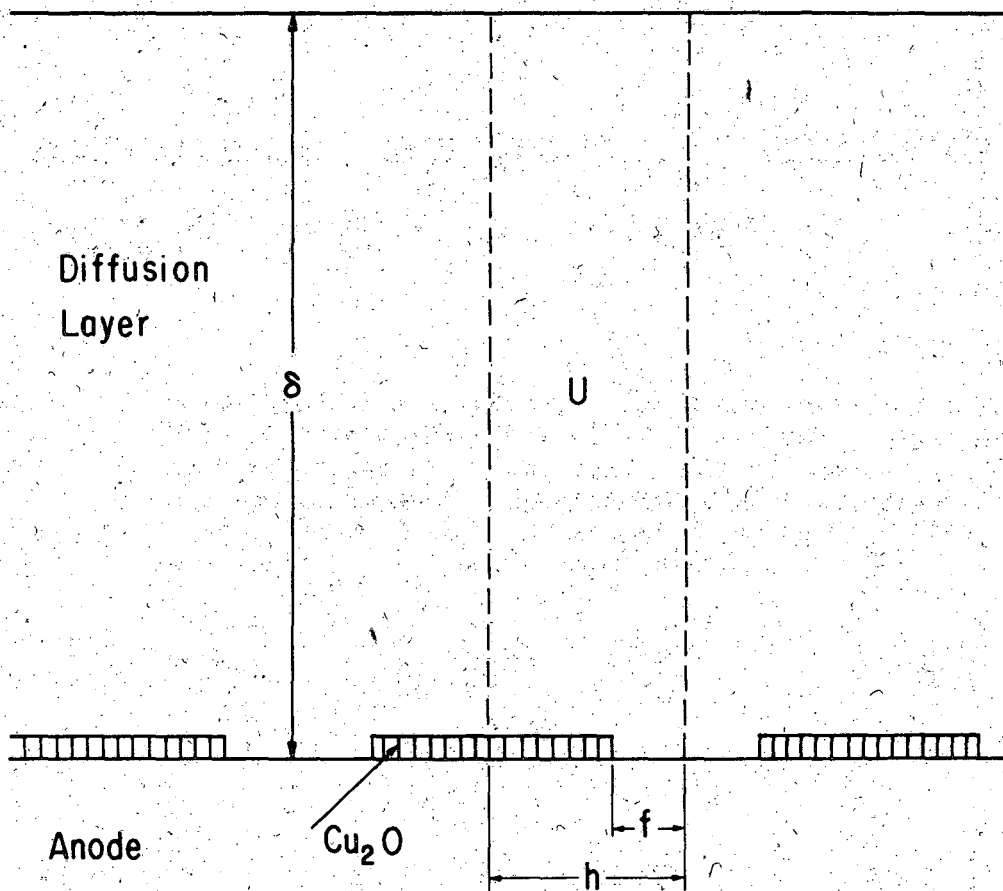 Diffusion
Layer
δ
U
f
Cu₂O
Anode
h